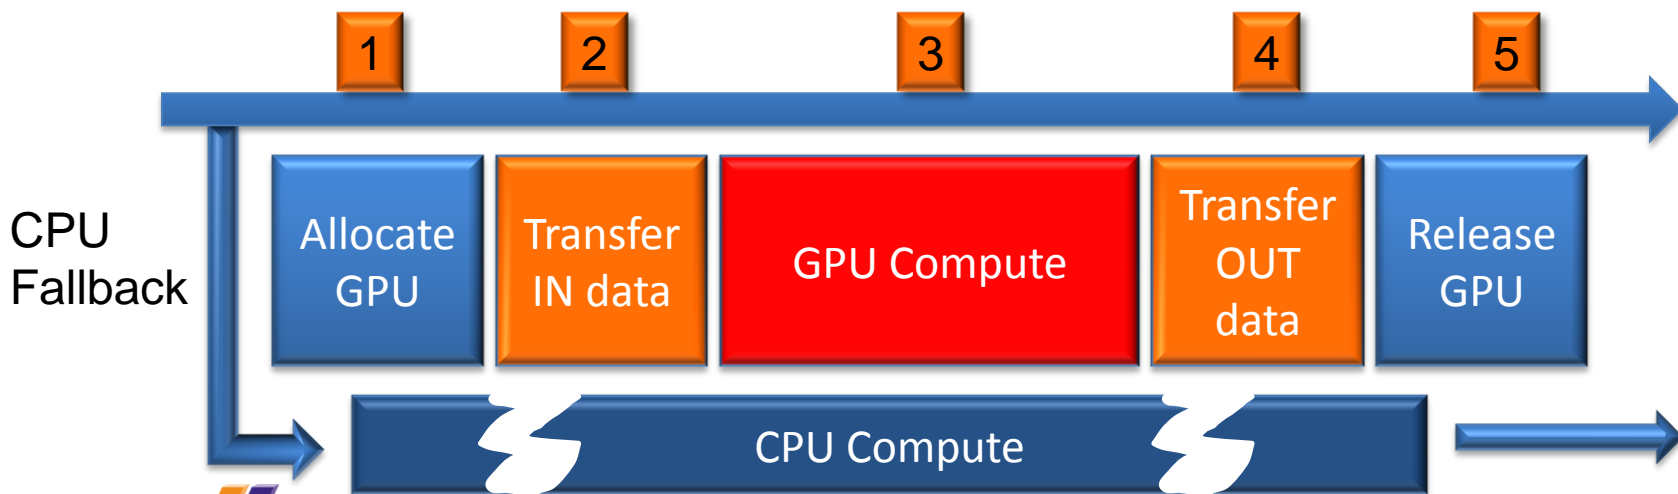 1
2
3
4
5
CPU
Fallback
Allocate
GPU
Transfer
IN data
GPU Compute
Transfer
OUT
data
Release
GPU
CPU Compute